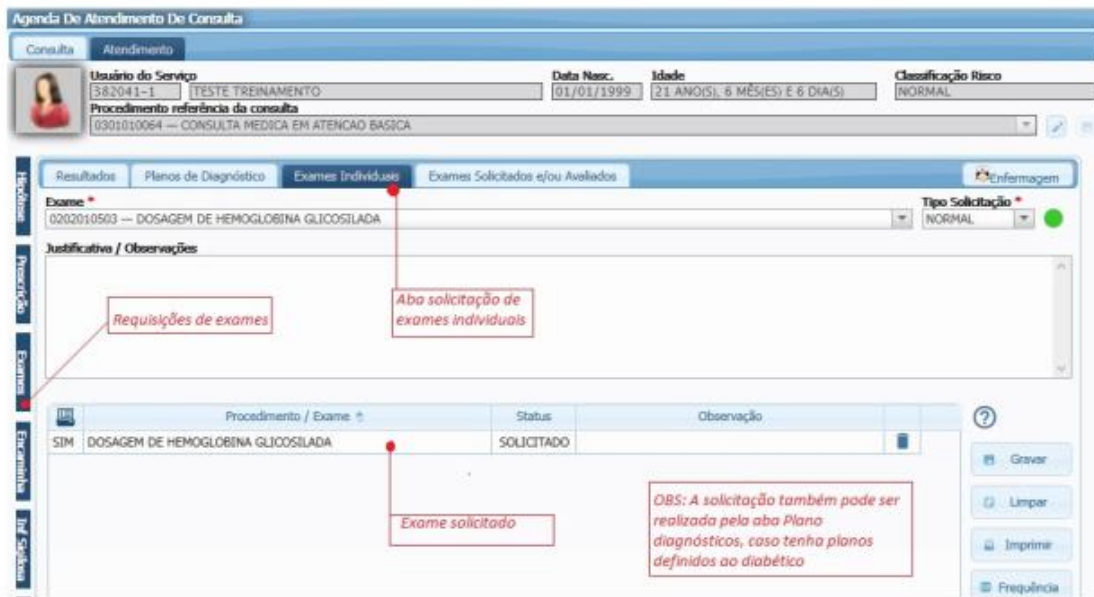 Agenda De Atendimento De Consulta
Consulta Atendimento
Usuário do Serviço Data Nasc. Idade Classificação Risco
382041-1 TESTE TREINAMENTO 01/01/1999 21 ANO(S), 6 MÊS(ES) E 6 DIA(S) NORMAL
Procedimento referência da consulta
0301010064 — CONSULTA MEDICA EM ATENCAO BASICA
Resultados Planos de Diagnóstico Exames Individuais Exames Solicitados e/ou Avaliados Enfermagem
Exame * Tipo Solicitação *
0202010503 — DOSAGEM DE HEMOGLOBINA GLICOSILADA NORMAL
Justificativa / Observações
Hipótese
Prescrição
Exames
Encaminha
Inf Sigilosa
Requisições de exames
Aba solicitação de
exames individuais
Procedimento / Exame Status Observação
SIM DOSAGEM DE HEMOGLOBINA GLICOSILADA SOLICITADO
Exame solicitado
OBS: A solicitação também pode ser
realizada pela aba Plano
diagnósticos, caso tenha planos
definidos ao diabético
?
Gravar
Limpar
Imprimir
Frequência